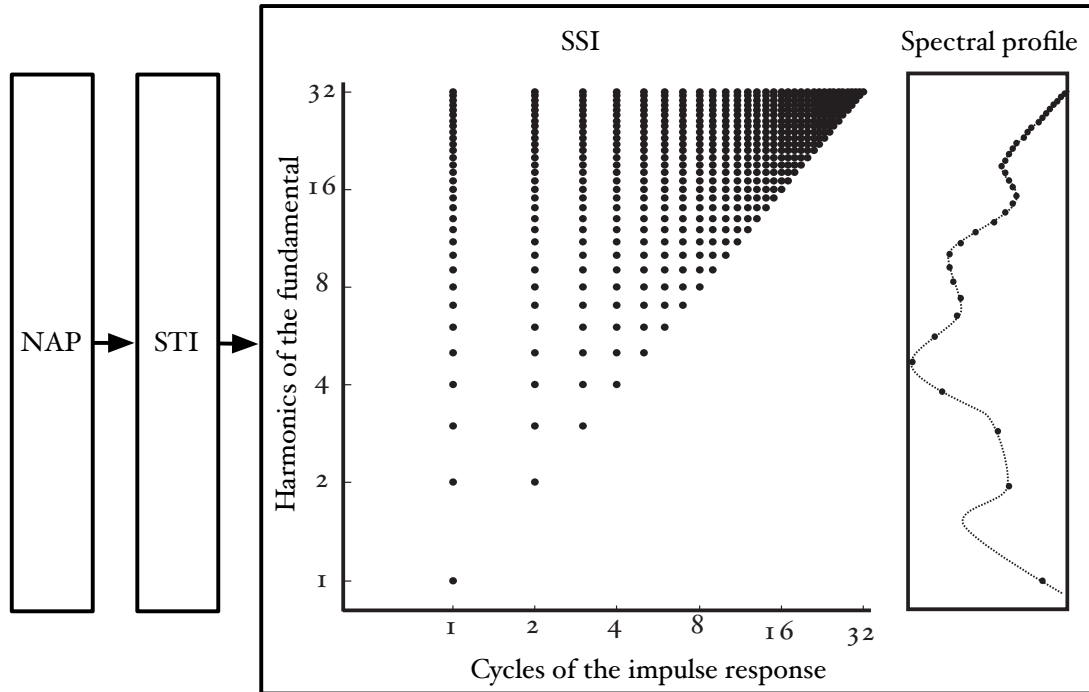 NAP
STI
SSI
Spectral profile
Harmonics of the fundamental
32
16
8
4
2
1
1
2
4
8
16
32
Cycles of the impulse response